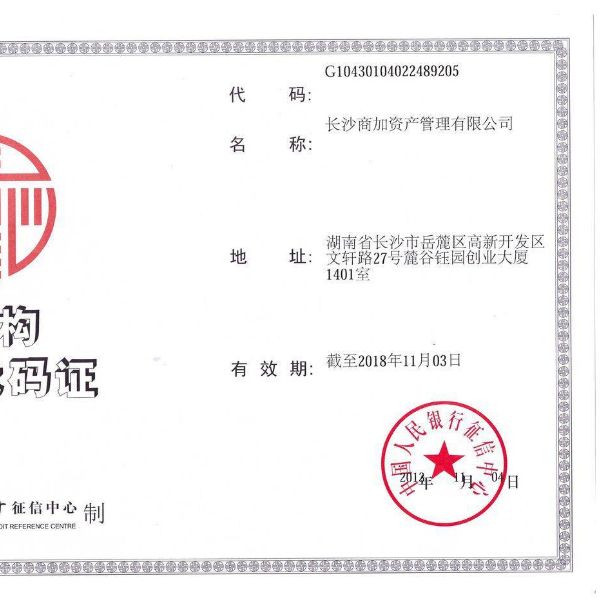 G10430104022489205
代 码：
长沙商加资产管理有限公司
名 称：
湖南省长沙市岳麓区高新开发区
地 址：
文轩路27号麓谷钰园创业大厦
1401室
有 效 期：
截至2018年11月03日
构
码证
中国人民银行征信中心
2013年 11月 04日
征信中心 制
DIT REFERENCE CENTRE